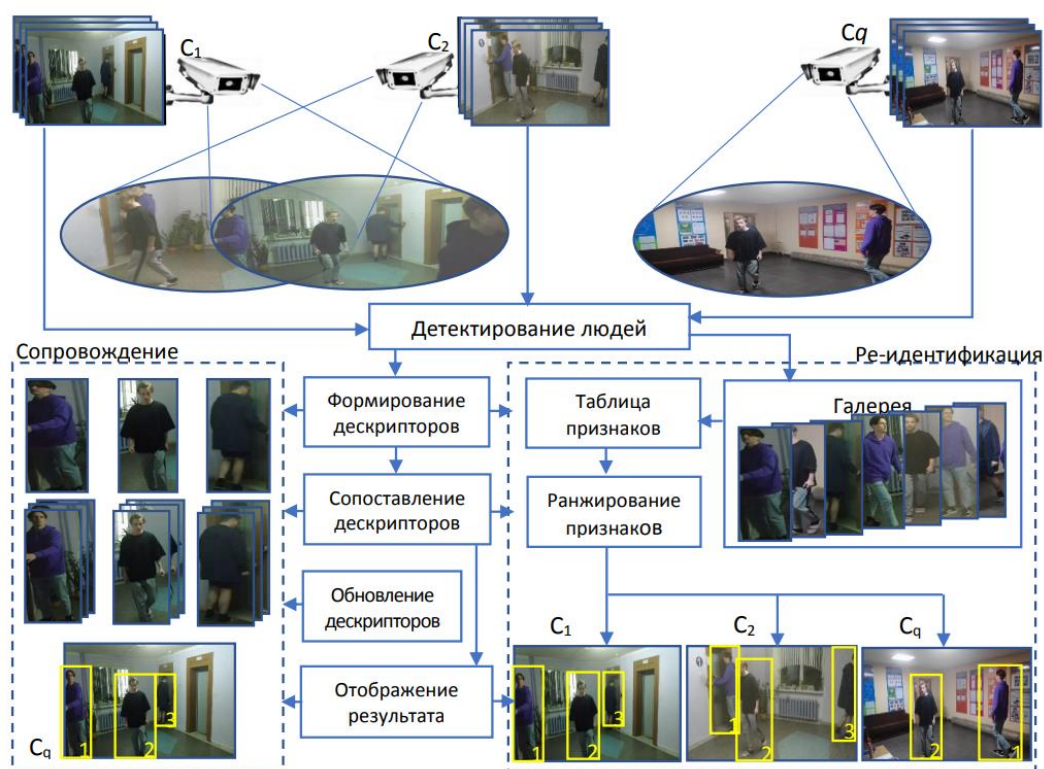 C₁
C₂
Cq
Детектирование людей
Сопровождение
Ре-идентификация
Формирование
дескрипторов
Таблица
признаков
Галерея
Сопоставление
дескрипторов
Ранжирование
признаков
Обновление
дескрипторов
C₁
C₂
Cq
Отображение
результата
Cq
1
2
3
1
2
3
1
2
3
2
1